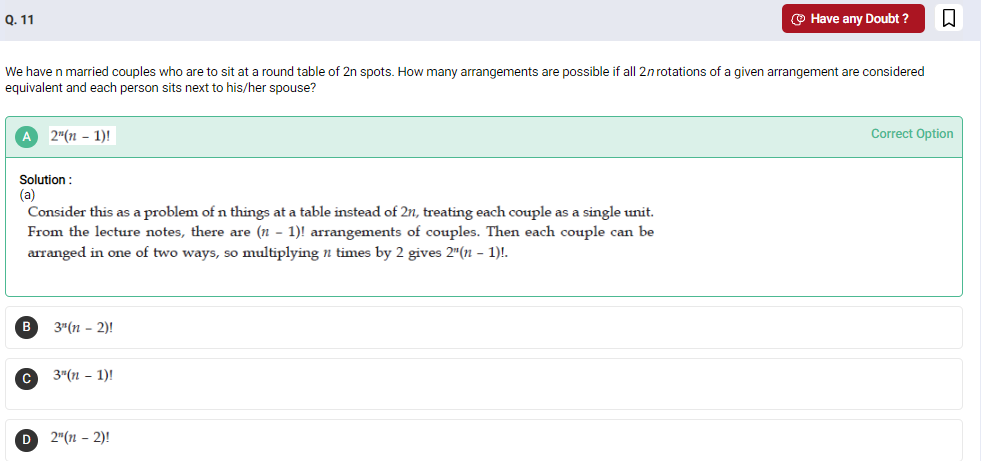 Q. 11
Have any Doubt ?
We have n married couples who are to sit at a round table of 2n spots. How many arrangements are possible if all 2n rotations of a given arrangement are considered
equivalent and each person sits next to his/her spouse?
A 2ⁿ(n – 1)! Correct Option
Solution :
(a)
Consider this as a problem of n things at a table instead of 2n, treating each couple as a single unit.
From the lecture notes, there are (n – 1)! arrangements of couples. Then each couple can be
arranged in one of two ways, so multiplying n times by 2 gives 2ⁿ(n – 1)!.
B 3ⁿ(n – 2)!
C 3ⁿ(n – 1)!
D 2ⁿ(n – 2)!